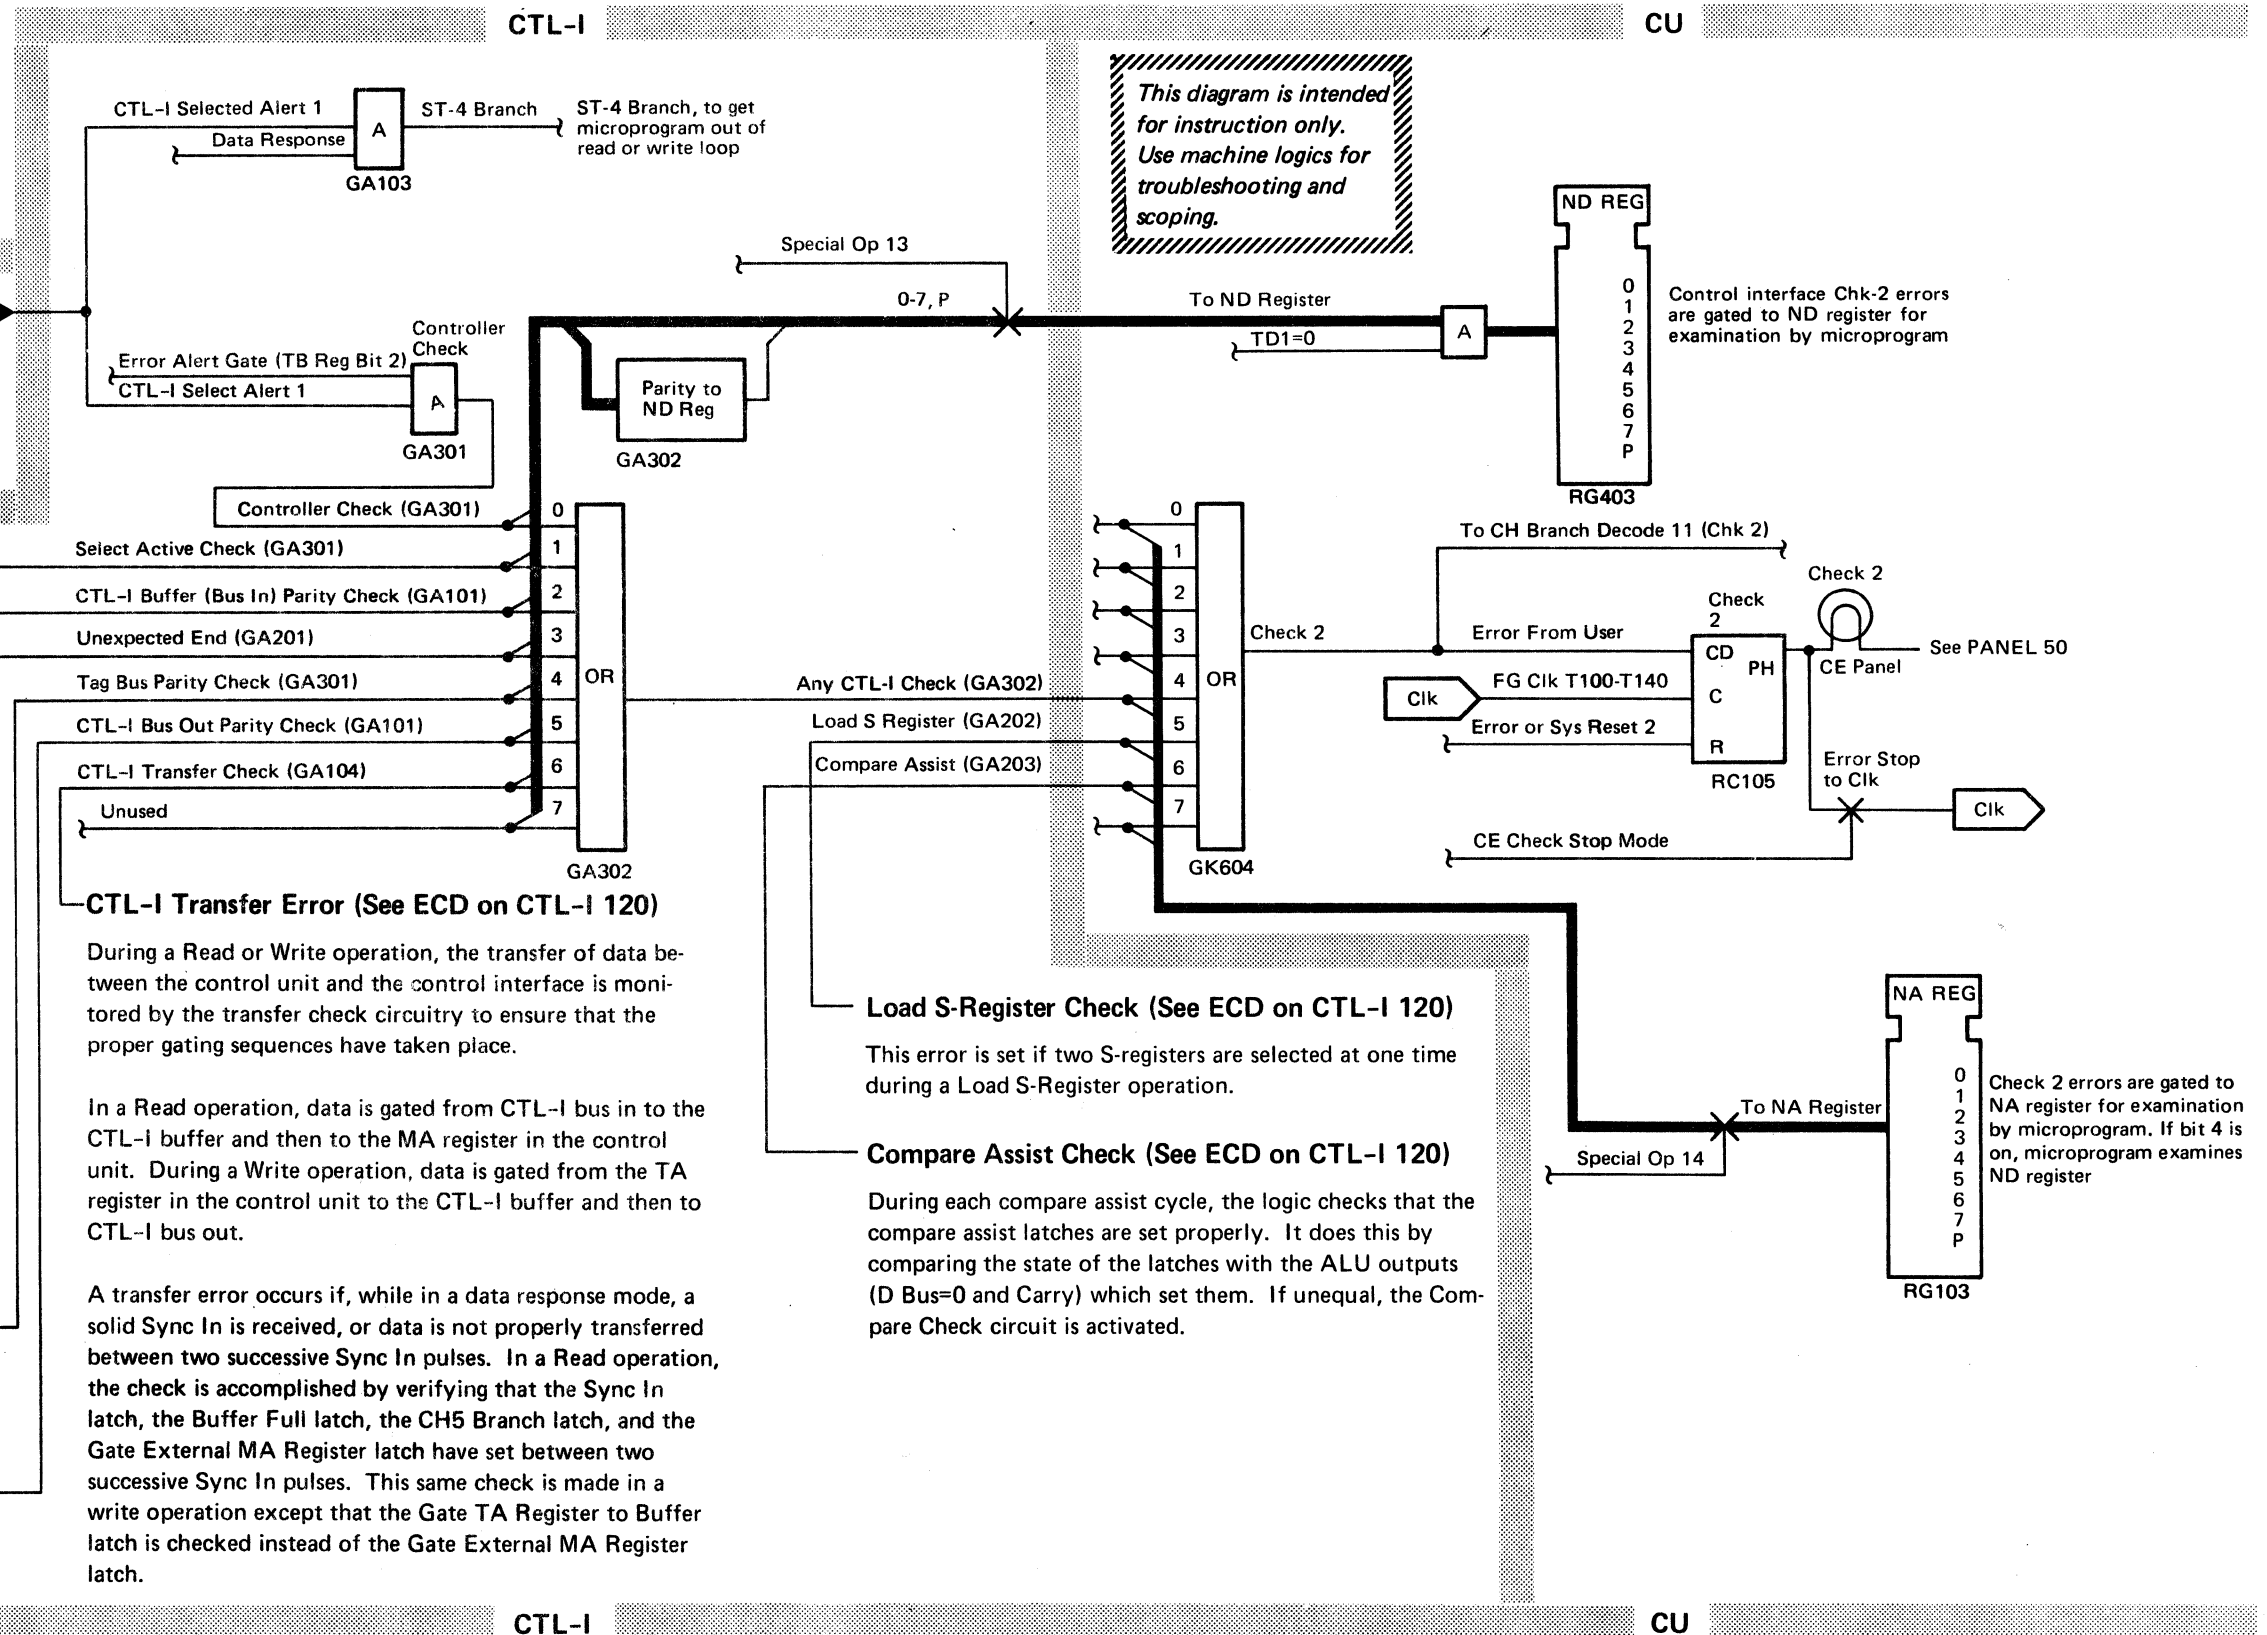 CTL-I
CU
CTL-I Selected Alert 1
Data Response
A
GA103
ST-4 Branch
ST-4 Branch, to get
microprogram out of
read or write loop
This diagram is intended
for instruction only.
Use machine logics for
troubleshooting and
scoping.
Special Op 13
0-7, P
To ND Register
TD1=0
A
ND REG
0
1
2
3
4
5
6
7
P
RG403
Control interface Chk-2 errors
are gated to ND register for
examination by microprogram
Controller
Check
Error Alert Gate (TB Reg Bit 2)
CTL-I Select Alert 1
A
GA301
Parity to
ND Reg
GA302
Controller Check (GA301)
Select Active Check (GA301)
CTL-I Buffer (Bus In) Parity Check (GA101)
Unexpected End (GA201)
Tag Bus Parity Check (GA301)
CTL-I Bus Out Parity Check (GA101)
CTL-I Transfer Check (GA104)
Unused
0
1
2
3
4
5
6
7
OR
GA302
Any CTL-I Check (GA302)
Load S Register (GA202)
Compare Assist (GA203)
0
1
2
3
4
5
6
7
OR
GK604
Check 2
To CH Branch Decode 11 (Chk 2)
Error From User
Clk
FG Clk T100-T140
Error or Sys Reset 2
Check
2
CD
PH
C
R
RC105
Check 2
CE Panel
See PANEL 50
Error Stop
to Clk
Clk
CE Check Stop Mode
CTL-I Transfer Error (See ECD on CTL-I 120)
During a Read or Write operation, the transfer of data be-
tween the control unit and the control interface is moni-
tored by the transfer check circuitry to ensure that the
proper gating sequences have taken place.
In a Read operation, data is gated from CTL-I bus in to the
CTL-I buffer and then to the MA register in the control
unit. During a Write operation, data is gated from the TA
register in the control unit to the CTL-I buffer and then to
CTL-I bus out.
A transfer error occurs if, while in a data response mode, a
solid Sync In is received, or data is not properly transferred
between two successive Sync In pulses. In a Read operation,
the check is accomplished by verifying that the Sync In
latch, the Buffer Full latch, the CH5 Branch latch, and the
Gate External MA Register latch have set between two
successive Sync In pulses. This same check is made in a
write operation except that the Gate TA Register to Buffer
latch is checked instead of the Gate External MA Register
latch.
Load S-Register Check (See ECD on CTL-I 120)
This error is set if two S-registers are selected at one time
during a Load S-Register operation.
Compare Assist Check (See ECD on CTL-I 120)
During each compare assist cycle, the logic checks that the
compare assist latches are set properly. It does this by
comparing the state of the latches with the ALU outputs
(D Bus=0 and Carry) which set them. If unequal, the Com-
pare Check circuit is activated.
To NA Register
Special Op 14
NA REG
0
1
2
3
4
5
6
7
P
RG103
Check 2 errors are gated to
NA register for examination
by microprogram. If bit 4 is
on, microprogram examines
ND register
CTL-I
CU